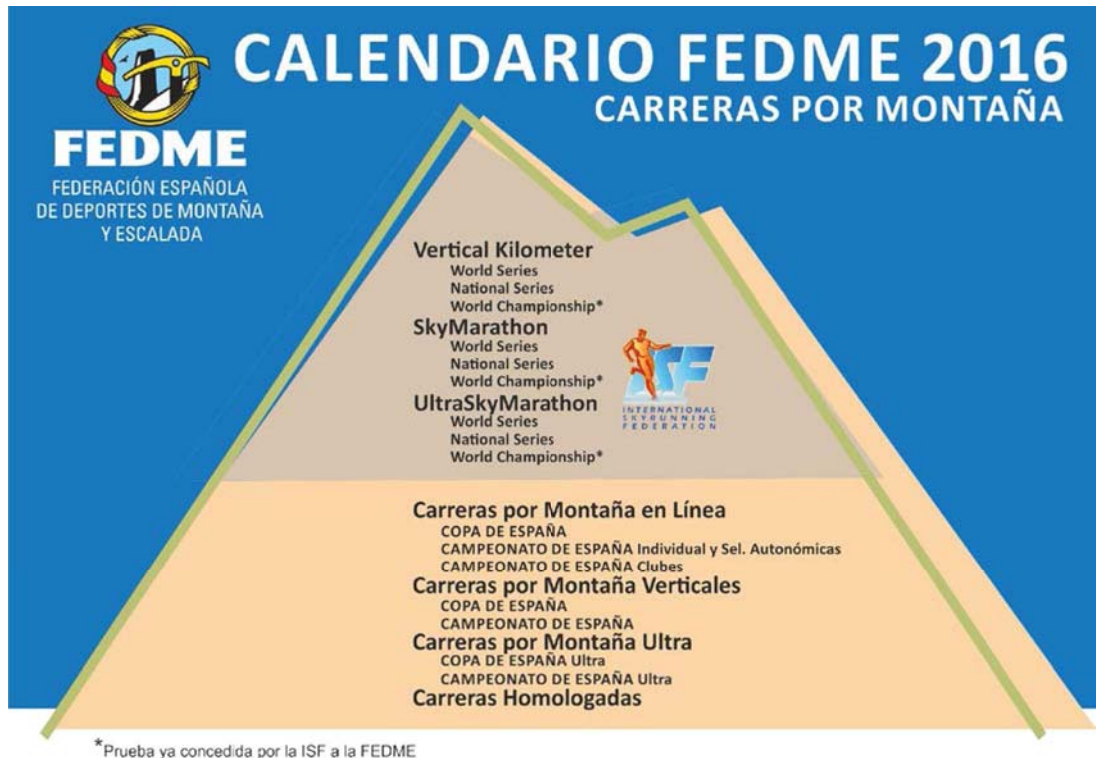 CALENDARIO FEDME 2016
CARRERAS POR MONTAÑA
FEDME
FEDERACIÓN ESPAÑOLA
DE DEPORTES DE MONTAÑA
Y ESCALADA
Vertical Kilometer
World Series
National Series
World Championship*
SkyMarathon
World Series
National Series
World Championship*
UltraSkyMarathon
World Series
National Series
World Championship*
ISF
INTERNATIONAL
SKYRUNNING
FEDERATION
Carreras por Montaña en Línea
COPA DE ESPAÑA
CAMPEONATO DE ESPAÑA Individual y Sel. Autonómicas
CAMPEONATO DE ESPAÑA Clubes
Carreras por Montaña Verticales
COPA DE ESPAÑA
CAMPEONATO DE ESPAÑA
Carreras por Montaña Ultra
COPA DE ESPAÑA Ultra
CAMPEONATO DE ESPAÑA Ultra
Carreras Homologadas
*Prueba ya concedida por la ISF a la FEDME